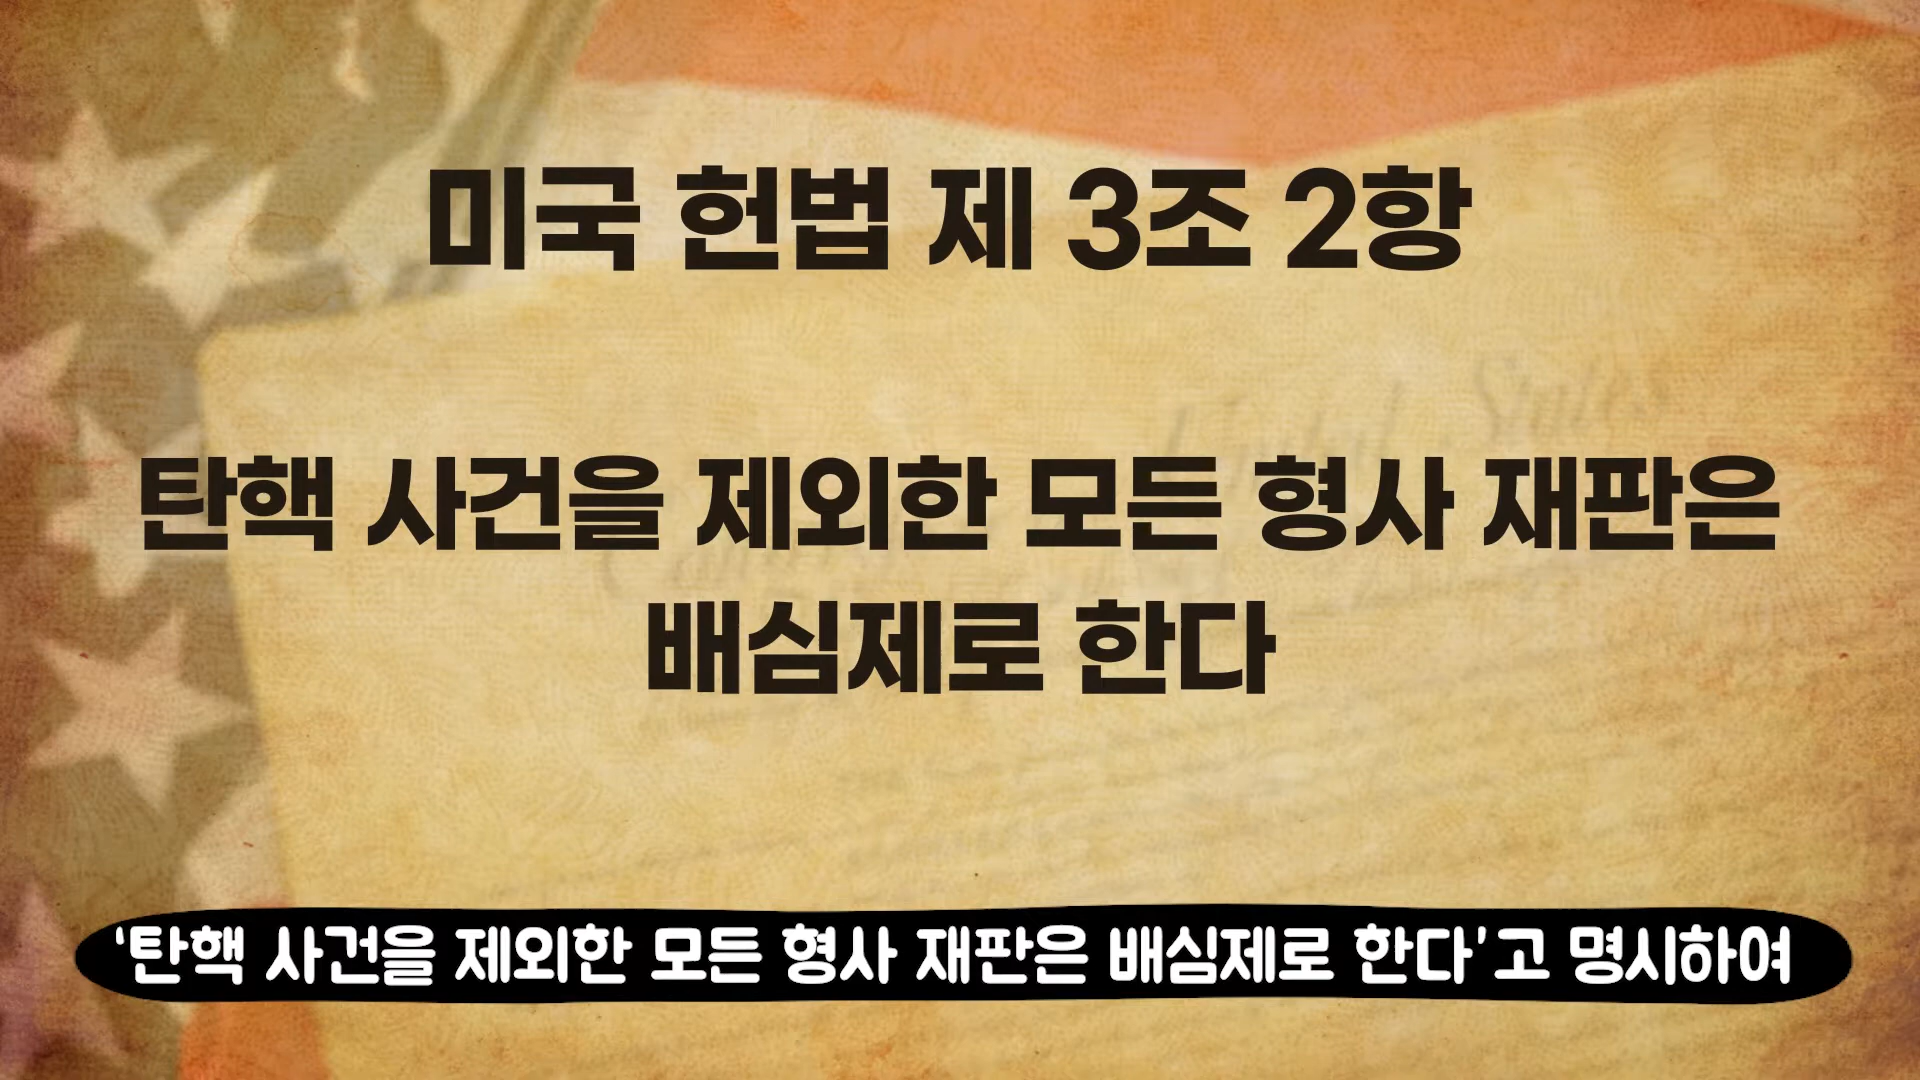 미국 헌법 제 3조 2항
탄핵 사건을 제외한 모든 형사 재판은
배심제로 한다
'탄핵 사건을 제외한 모든 형사 재판은 배심제로 한다'고 명시하여